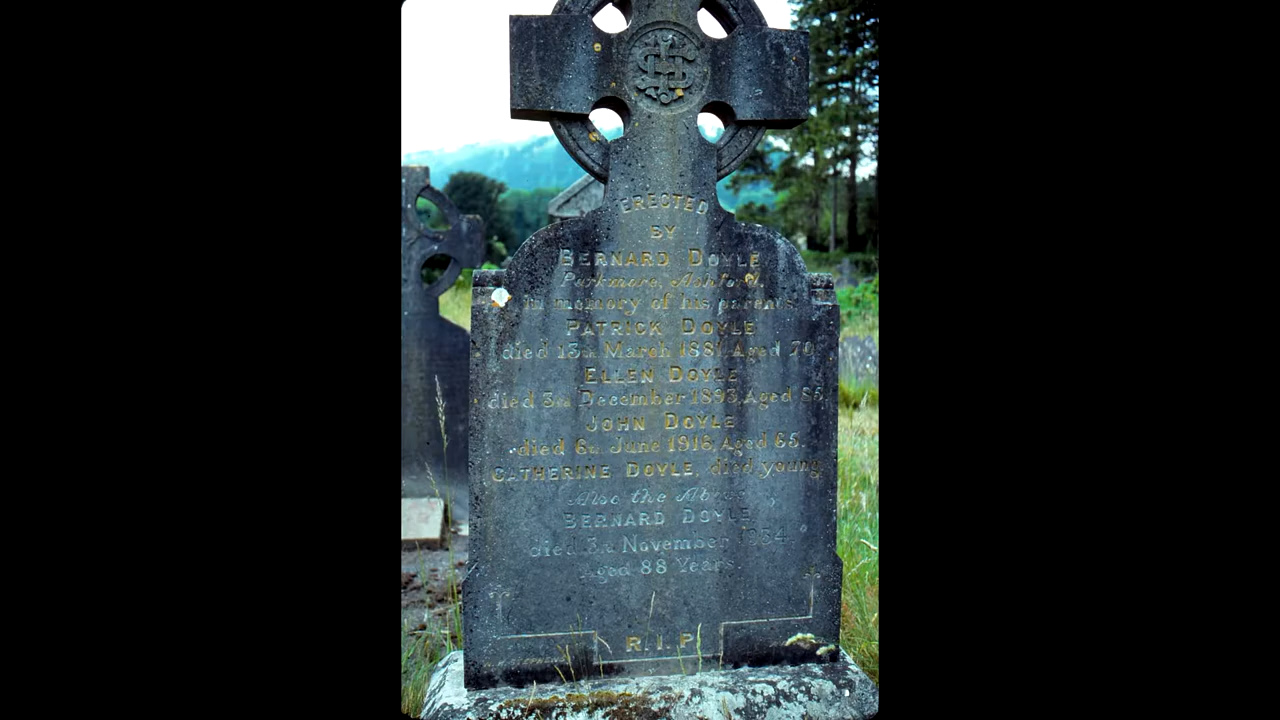 IHS
ERECTED
BY
BERNARD DOYLE
Parkmore, Ashford.
In memory of his parents
PATRICK DOYLE
died 13th March 1881, Aged 70.
ELLEN DOYLE
died 3rd December 1893, Aged 85.
JOHN DOYLE
died 6th June 1916, Aged 65.
CATHERINE DOYLE, died young.
Also the Above
BERNARD DOYLE,
died 3rd November 1934.
Aged 88 Years
R.I.P.